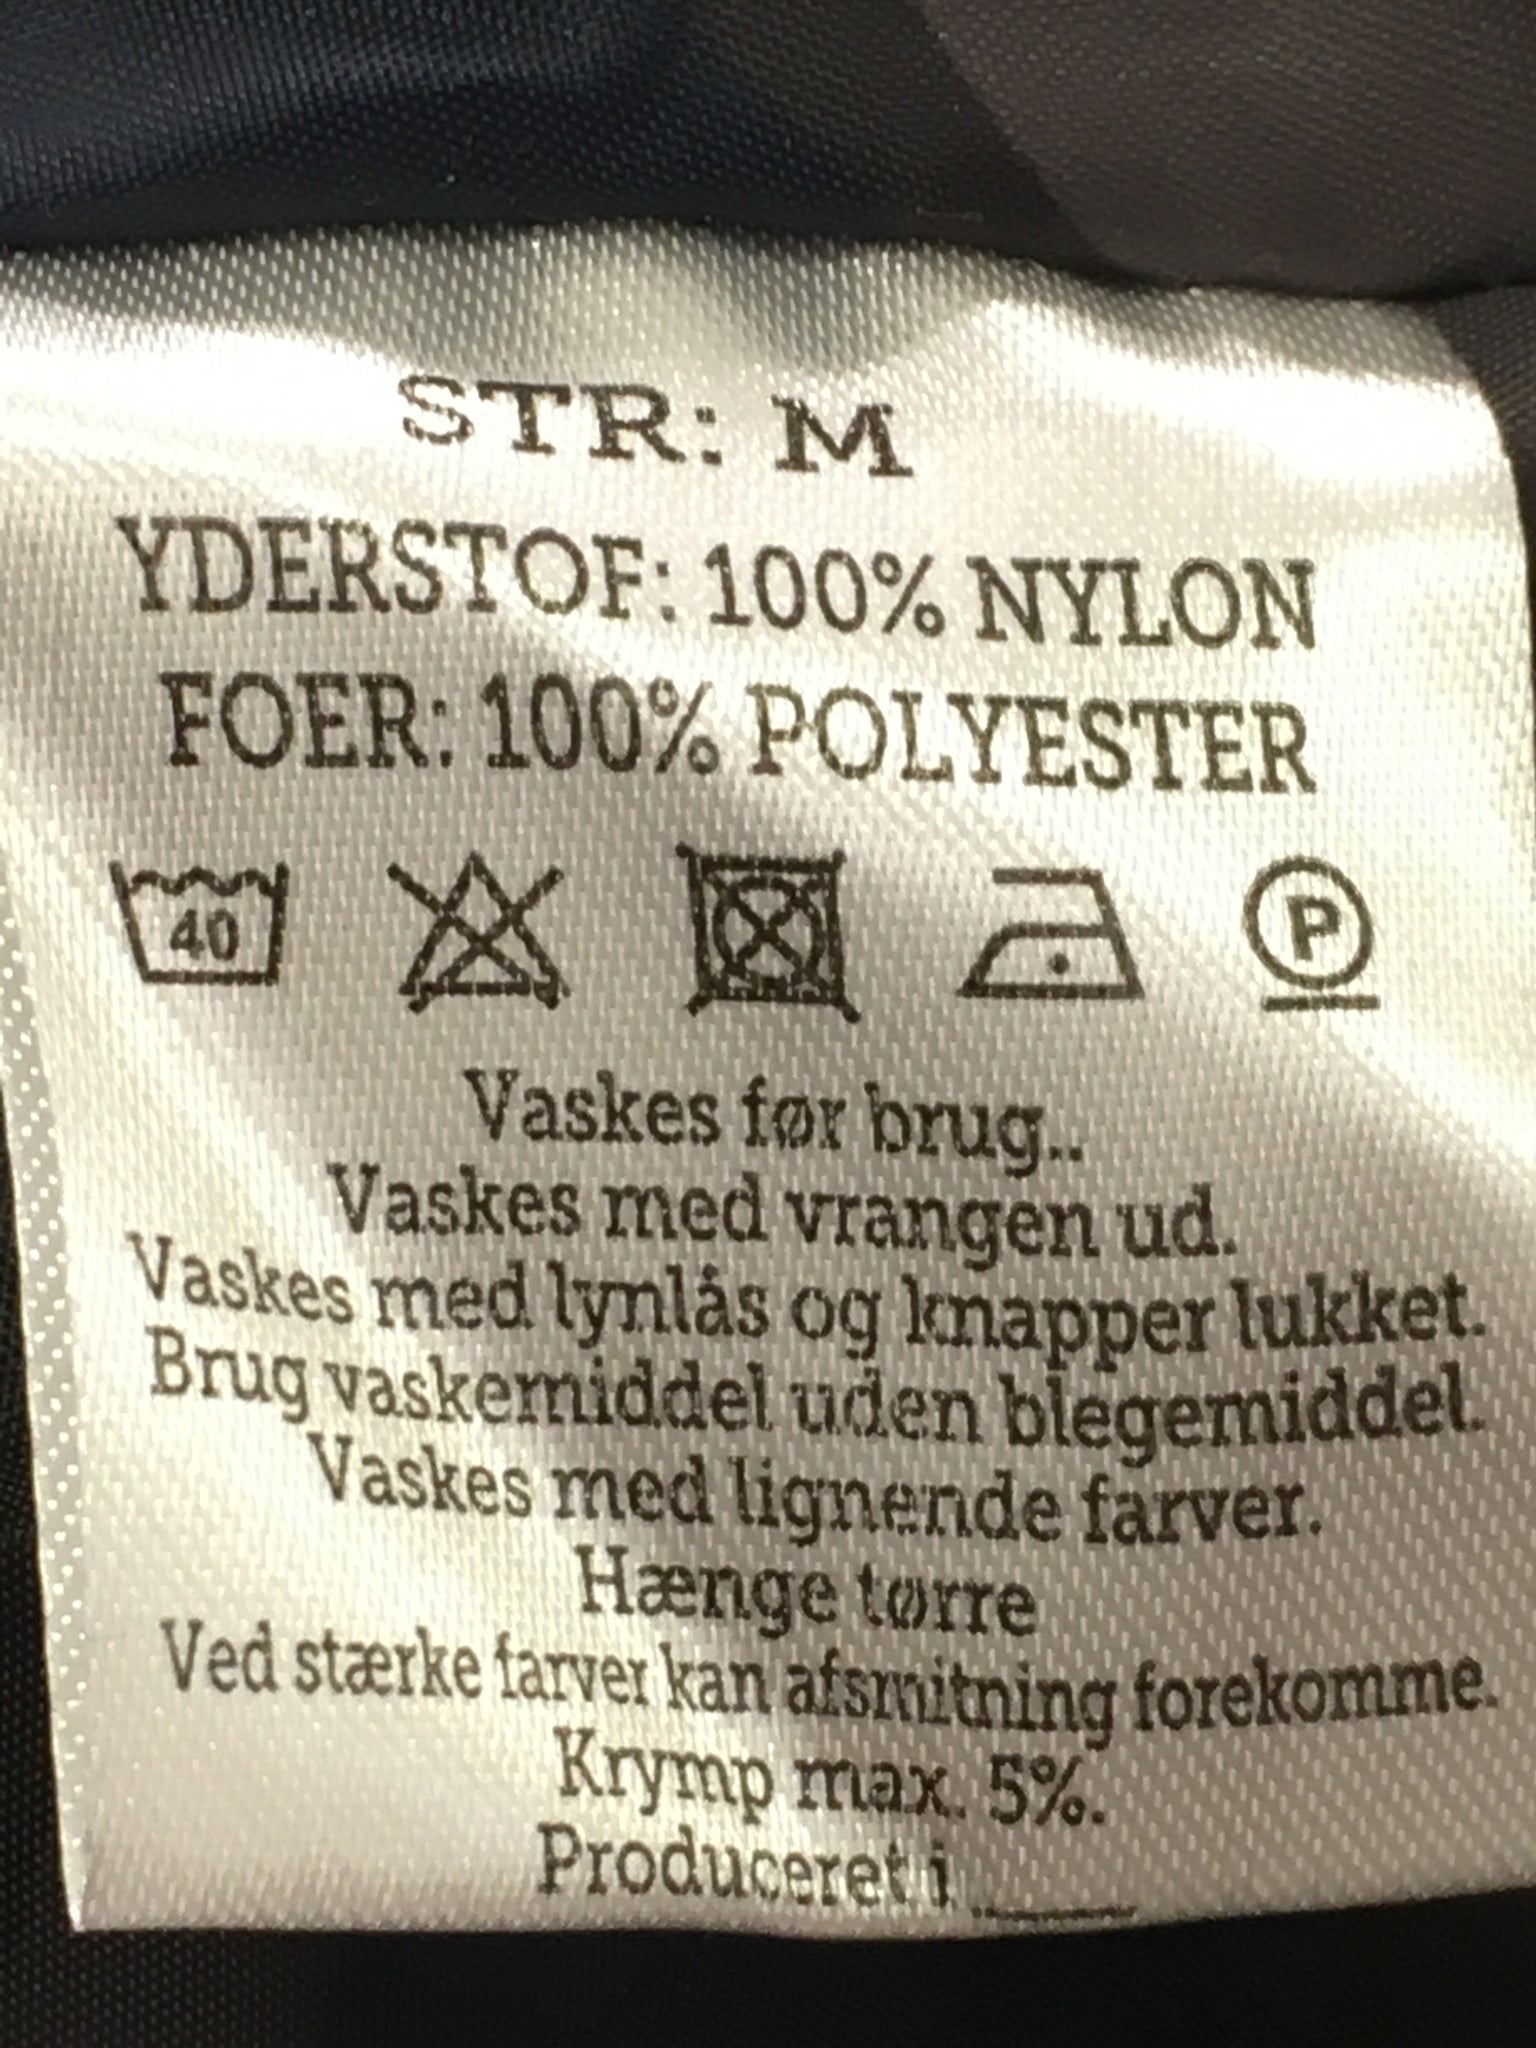 STR: M
YDERSTOF: 100% NYLON
FOER: 100% POLYESTER
40 P
Vaskes før brug..
Vaskes med vrangen ud.
Vaskes med lynlås og knapper lukket.
Brug vaskemiddel uden blegemiddel.
Vaskes med lignende farver.
Hænge tørre
Ved stærke farver kan afsmitning forekomme.
Krymp max. 5%.
Produceret i ____